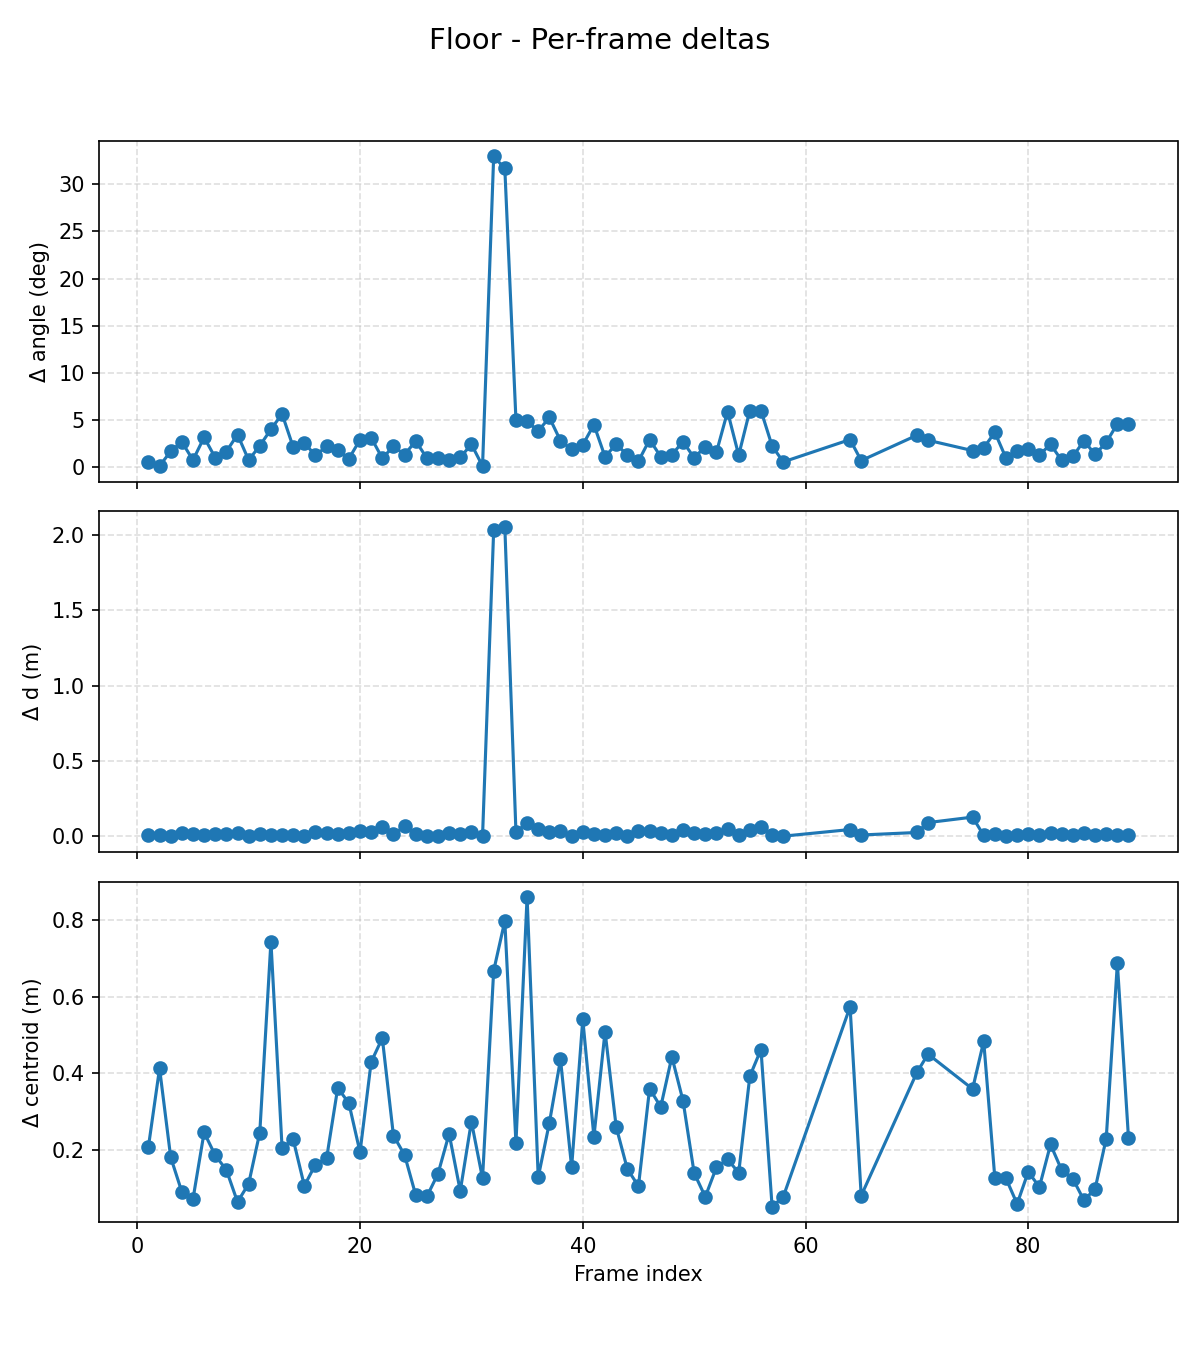 Floor - Per-frame deltas
Δ angle (deg)
30
25
20
15
10
5
0
Δ d (m)
2.0
1.5
1.0
0.5
0.0
Δ centroid (m)
0.8
0.6
0.4
0.2
0 20 40 60 80
Frame index